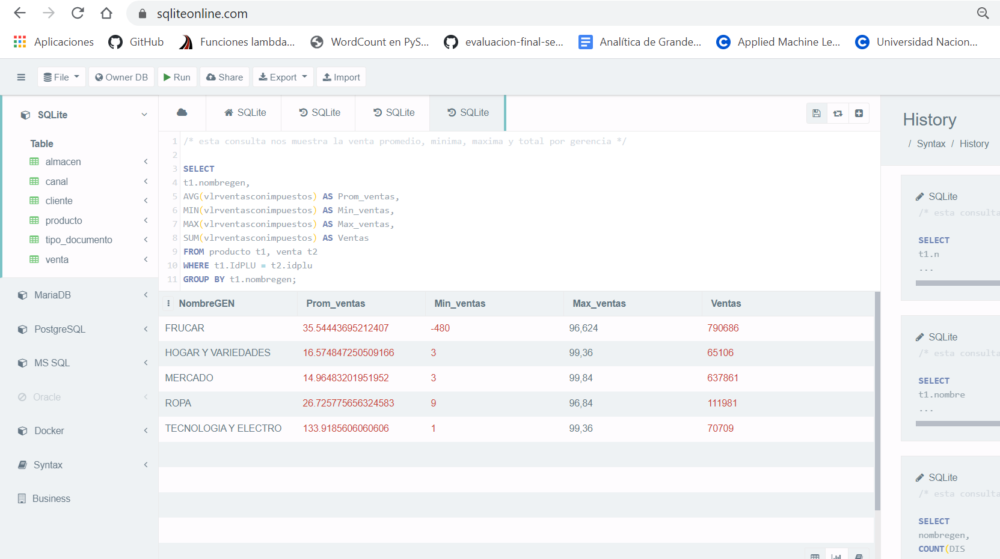 sqliteonline.com
Aplicaciones GitHub Funciones lambda... WordCount en PyS... evaluacion-final-se... Analítica de Grande... Applied Machine Le... Universidad Nacion...
File Owner DB Run Share Export Import
SQLite
Table
almacen
canal
cliente
producto
tipo_documento
venta
MariaDB
PostgreSQL
MS SQL
Oracle
Docker
Syntax
Business
SQLite SQLite SQLite SQLite
1 /* esta consulta nos muestra la venta promedio, minima, maxima y total por gerencia */
2
3 SELECT
4 t1.nombregen,
5 AVG(vlrventasconimpuestos) AS Prom_ventas,
6 MIN(vlrventasconimpuestos) AS Min_ventas,
7 MAX(vlrventasconimpuestos) AS Max_ventas,
8 SUM(vlrventasconimpuestos) AS Ventas
9 FROM producto t1, venta t2
10 WHERE t1.IdPLU = t2.idplu
11 GROUP BY t1.nombregen;
NombreGEN Prom_ventas Min_ventas Max_ventas Ventas
FRUCAR 35.54443695212407 -480 96,624 790686
HOGAR Y VARIEDADES 16.574847250509166 3 99,36 65106
MERCADO 14.96483201951952 3 99,84 637861
ROPA 26.725775656324583 9 96,84 111981
TECNOLOGIA Y ELECTRO 133.9185606060606 1 99,36 70709
History
/ Syntax / History
SQLite
/* esta consulta
SELECT
t1.n
...
SQLite
/* esta consulta
SELECT
t1.nombre
...
SQLite
/* esta consulta
SELECT
nombregen,
COUNT(DIS